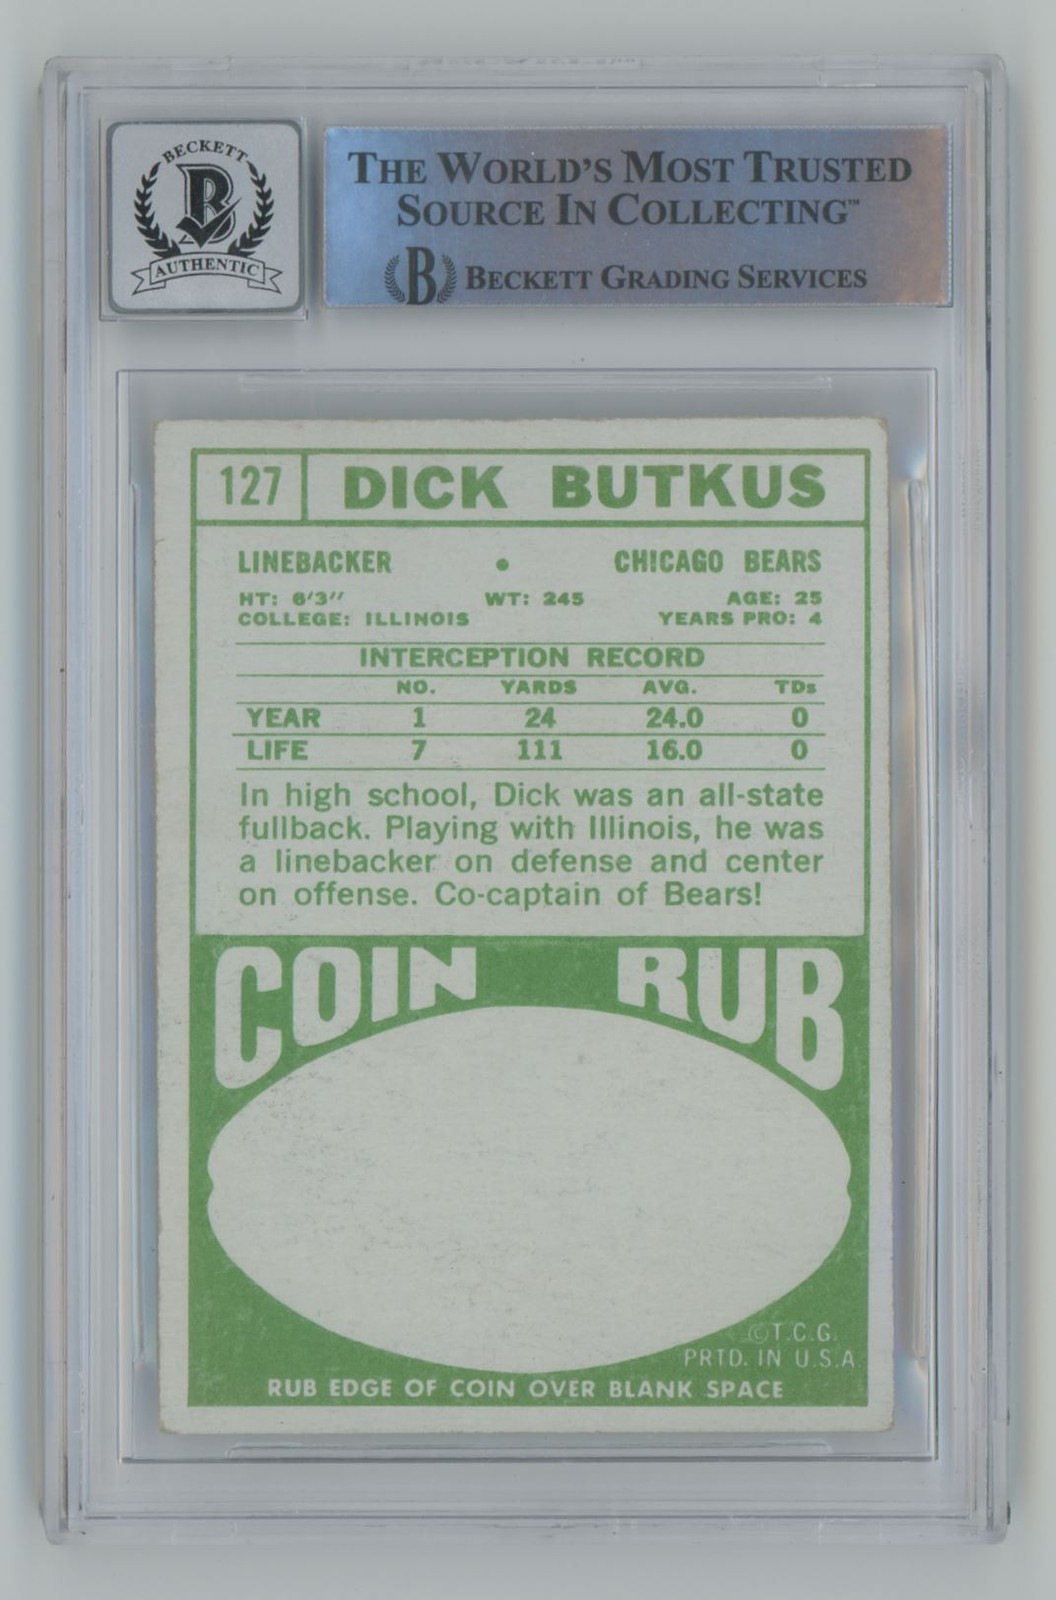 BECKETT
B
AUTHENTIC
THE WORLD'S MOST TRUSTED
SOURCE IN COLLECTING™
B BECKETT GRADING SERVICES
127 DICK BUTKUS
LINEBACKER • CHICAGO BEARS
HT: 6'3" WT: 245 AGE: 25
COLLEGE: ILLINOIS YEARS PRO: 4
INTERCEPTION RECORD
NO. YARDS AVG. TDs
YEAR 1 24 24.0 0
LIFE 7 111 16.0 0
In high school, Dick was an all-state
fullback. Playing with Illinois, he was
a linebacker on defense and center
on offense. Co-captain of Bears!
COIN RUB
©T.C.G.
PRTD. IN U.S.A.
RUB EDGE OF COIN OVER BLANK SPACE